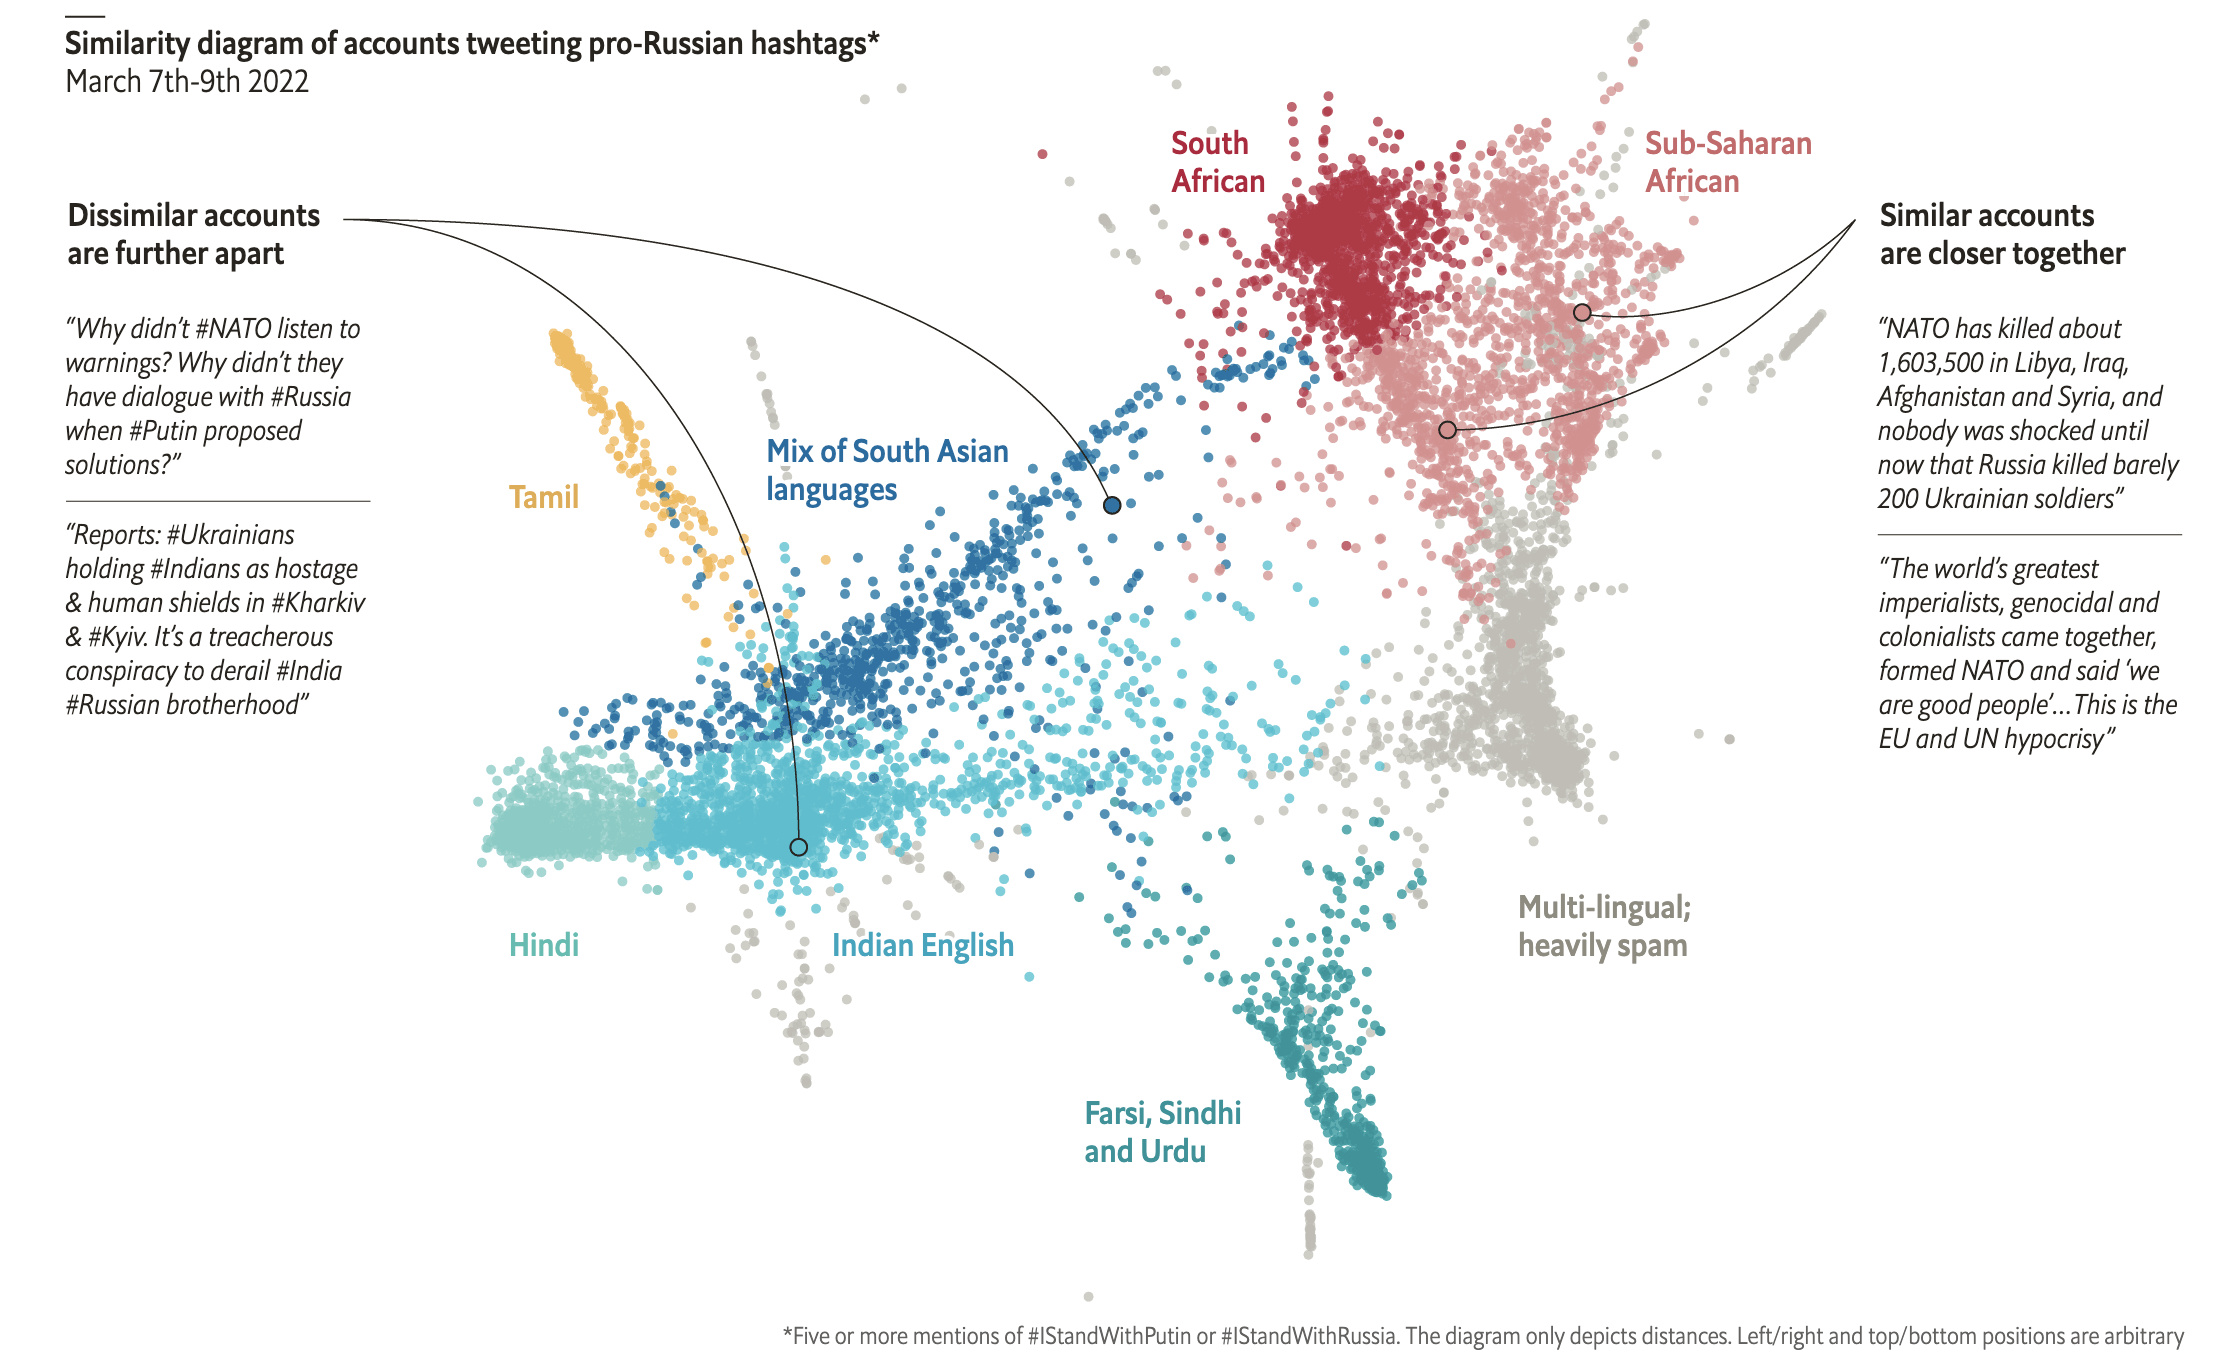 Similarity diagram of accounts tweeting pro-Russian hashtags*
March 7th-9th 2022
Dissimilar accounts
are further apart
“Why didn’t #NATO listen to
warnings? Why didn’t they
have dialogue with #Russia
when #Putin proposed
solutions?”
“Reports: #Ukrainians
holding #Indians as hostage
& human shields in #Kharkiv
& #Kyiv. It’s a treacherous
conspiracy to derail #India
#Russian brotherhood”
Tamil
Mix of South Asian
languages
South
African
Sub-Saharan
African
Similar accounts
are closer together
“NATO has killed about
1,603,500 in Libya, Iraq,
Afghanistan and Syria, and
nobody was shocked until
now that Russia killed barely
200 Ukrainian soldiers”
“The world’s greatest
imperialists, genocidal and
colonialists came together,
formed NATO and said ‘we
are good people’...This is the
EU and UN hypocrisy”
Hindi
Indian English
Multi-lingual;
heavily spam
Farsi, Sindhi
and Urdu
*Five or more mentions of #IStandWithPutin or #IStandWithRussia. The diagram only depicts distances. Left/right and top/bottom positions are arbitrary